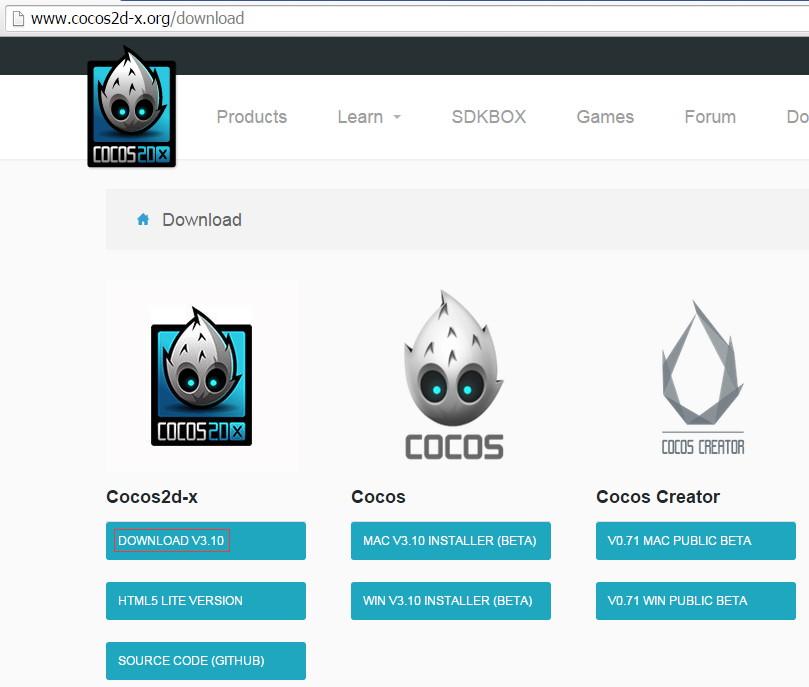 www.cocos2d-x.org/download
COCOS2DX
Products Learn SDKBOX Games Forum Do
Download
COCOS2DX COCOS COCOS CREATOR
Cocos2d-x Cocos Cocos Creator
DOWNLOAD V3.10 MAC V3.10 INSTALLER (BETA) V0.71 MAC PUBLIC BETA
HTML5 LITE VERSION WIN V3.10 INSTALLER (BETA) V0.71 WIN PUBLIC BETA
SOURCE CODE (GITHUB)